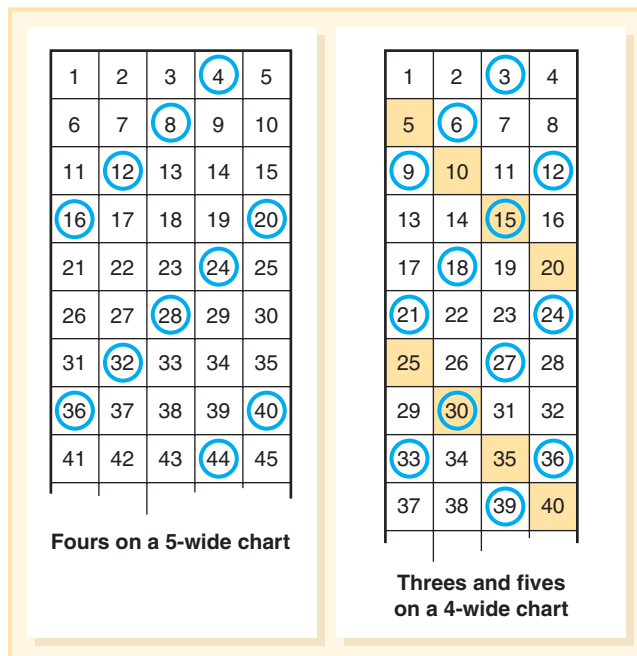 1 2 3 4 5
6 7 8 9 10
11 12 13 14 15
16 17 18 19 20
21 22 23 24 25
26 27 28 29 30
31 32 33 34 35
36 37 38 39 40
41 42 43 44 45
Fours on a 5-wide chart
1 2 3 4
5 6 7 8
9 10 11 12
13 14 15 16
17 18 19 20
21 22 23 24
25 26 27 28
29 30 31 32
33 34 35 36
37 38 39 40
Threes and fives
on a 4-wide chart